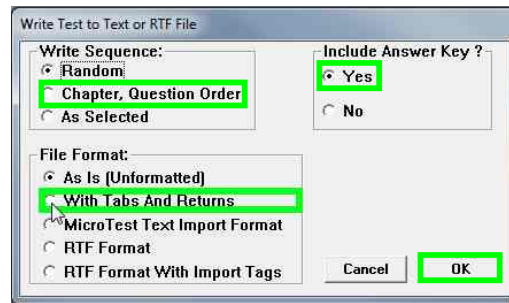 Write Test to Text or RTF File
Write Sequence:
Random
Chapter, Question Order
As Selected
Include Answer Key ?
Yes
No
File Format:
As Is (Unformatted)
With Tabs And Returns
MicroTest Text Import Format
RTF Format
RTF Format With Import Tags
Cancel
OK